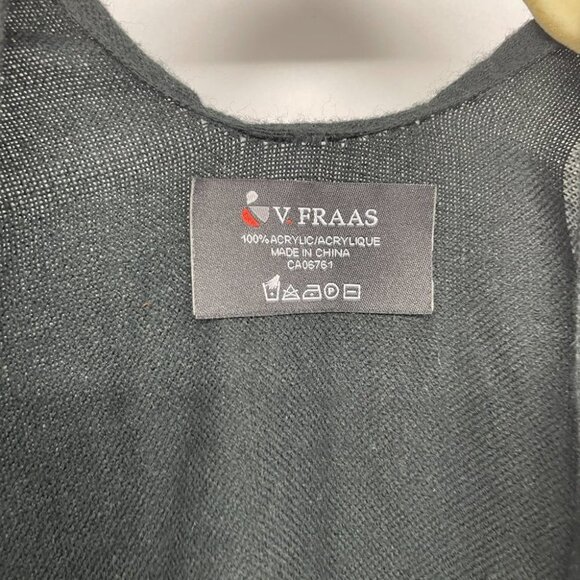 V. FRAAS
100% ACRYLIC/ACRYLIQUE
MADE IN CHINA
CA06761
P